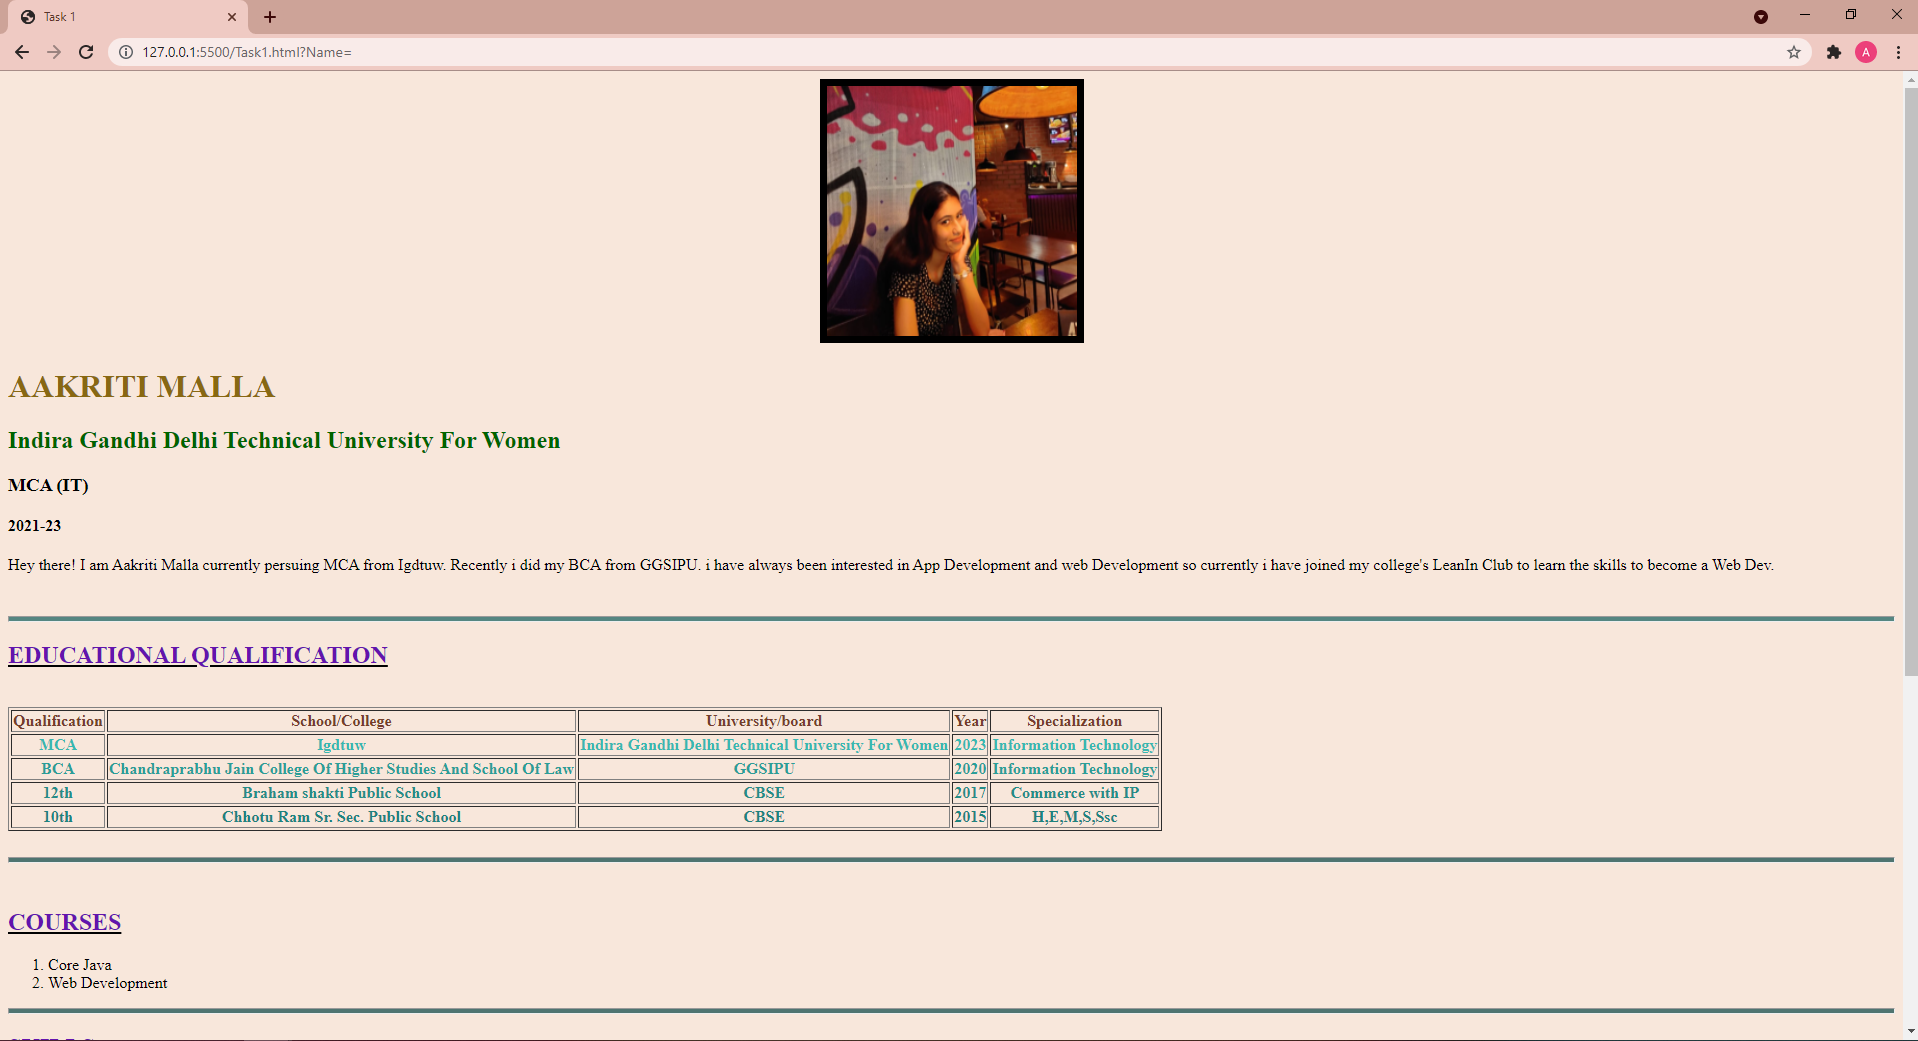 Task 1
127.0.0.1:5500/Task1.html?Name=
A
AAKRITI MALLA
Indira Gandhi Delhi Technical University For Women
MCA (IT)
2021-23
Hey there! I am Aakriti Malla currently persuing MCA from Igdtuw. Recently i did my BCA from GGSIPU. i have always been interested in App Development and web Development so currently i have joined my college's LeanIn Club to learn the skills to become a Web Dev.
EDUCATIONAL QUALIFICATION
Qualification School/College University/board Year Specialization
MCA Igdtuw Indira Gandhi Delhi Technical University For Women 2023 Information Technology
BCA Chandraprabhu Jain College Of Higher Studies And School Of Law GGSIPU 2020 Information Technology
12th Braham shakti Public School CBSE 2017 Commerce with IP
10th Chhotu Ram Sr. Sec. Public School CBSE 2015 H,E,M,S,Ssc
COURSES
1. Core Java
2. Web Development